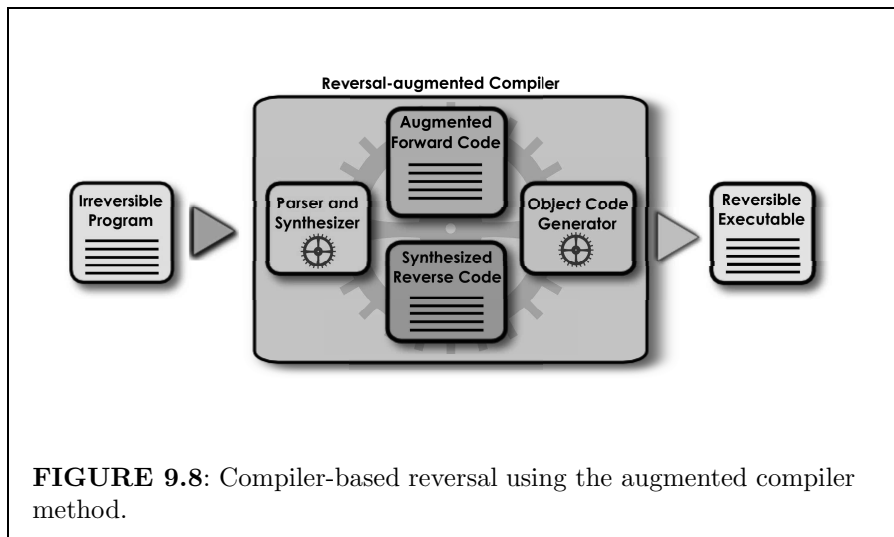 Reversal-augmented Compiler
Irreversible
Program
Parser and
Synthesizer
Augmented
Forward Code
Synthesized
Reverse Code
Object Code
Generator
Reversible
Executable
FIGURE 9.8: Compiler-based reversal using the augmented compiler
method.